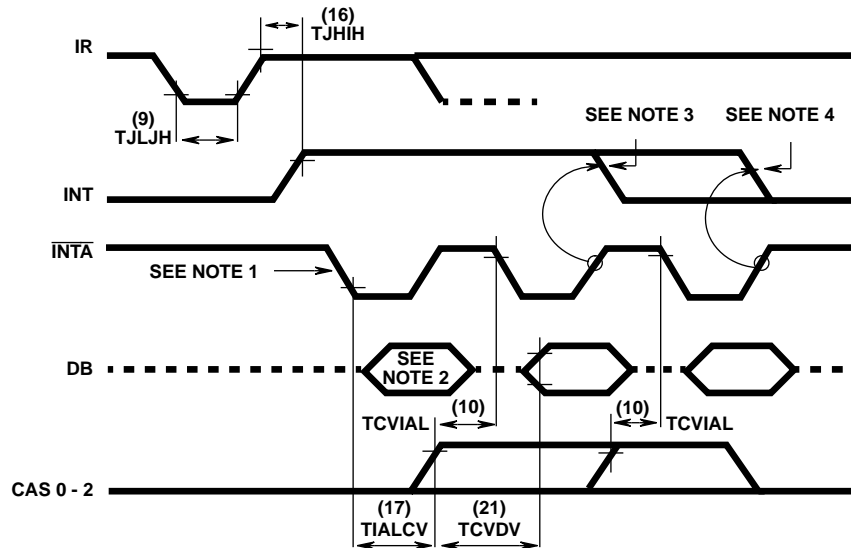 (16)
TJHIH
IR
(9)
TJLJH
SEE NOTE 3
SEE NOTE 4
INT
INTA
SEE NOTE 1
DB
SEE
NOTE 2
TCVIAL
(10)
(10)
TCVIAL
CAS 0 - 2
(17)
TIALCV
(21)
TCVDV